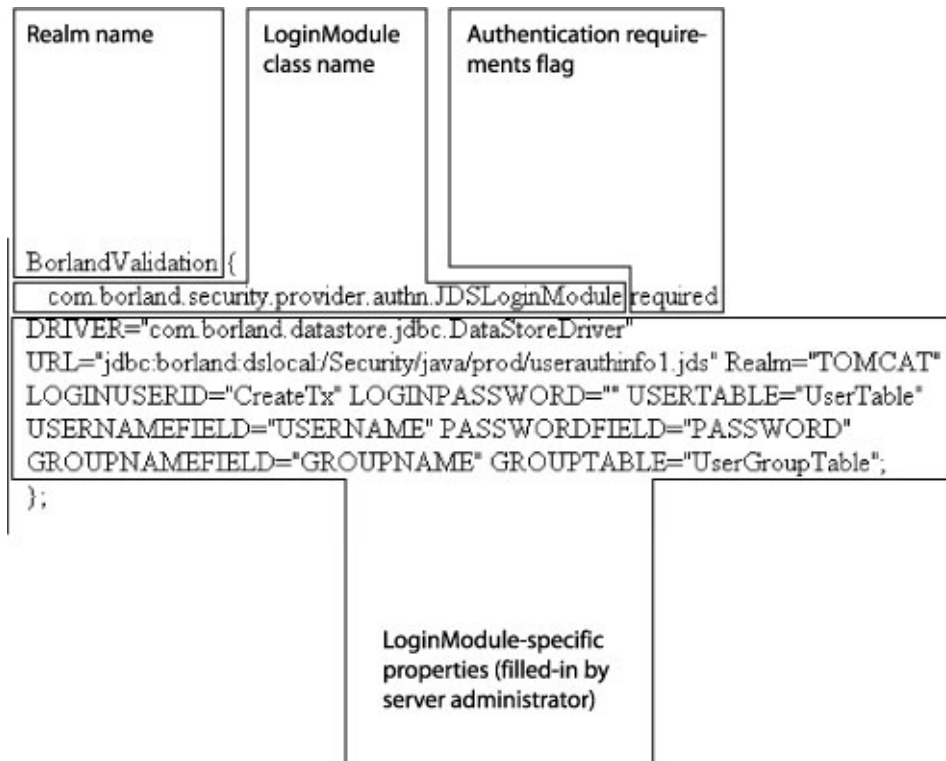 Realm name
LoginModule
class name
Authentication require-
ments flag
BorlandValidation {
com.borland.security.provider.authn.JDSLoginModule required
DRIVER="com.borland.datastore.jdbc.DataStoreDriver"
URL="jdbc:borland:dslocal:/Security/java/prod/userauthinfo1.jds" Realm="TOMCAT"
LOGINUSERID="CreateTx" LOGINPASSWORD="" USERTABLE="UserTable"
USERNAMEFIELD="USERNAME" PASSWORDFIELD="PASSWORD"
GROUPNAMEFIELD="GROUPNAME" GROUPTABLE="UserGroupTable";
};
LoginModule-specific
properties (filled-in by
server administrator)